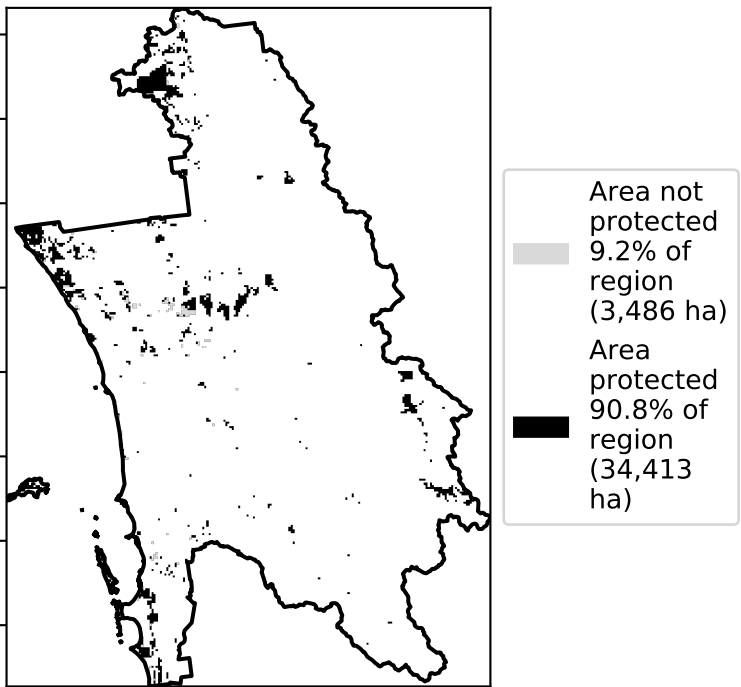 Area not
protected
9.2% of
region
(3,486 ha)
Area
protected
90.8% of
region
(34,413
ha)